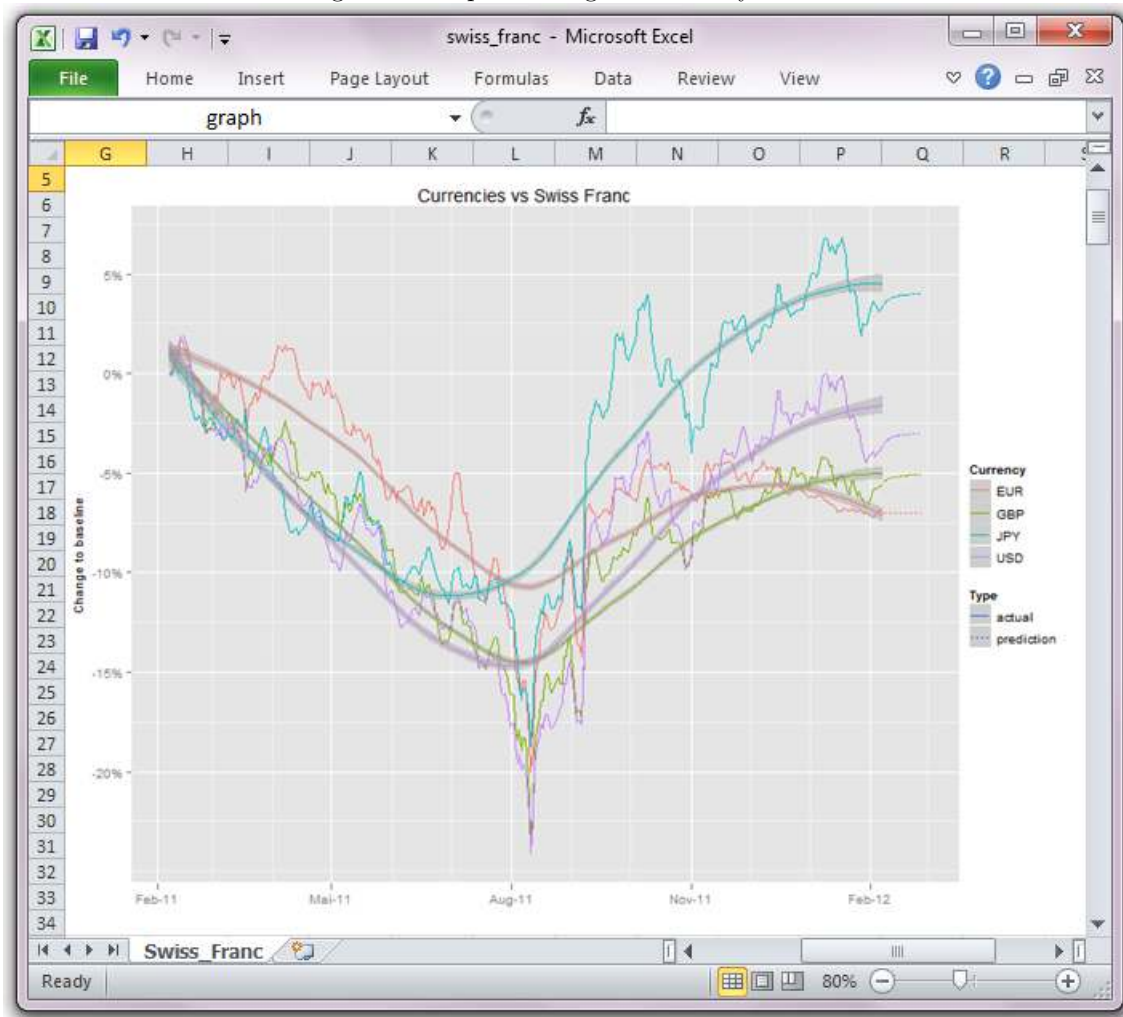 swiss_franc - Microsoft Excel
File Home Insert Page Layout Formulas Data Review View
graph fx
G H I J K L M N O P Q R
5
6
7
8
9
10
11
12
13
14
15
16
17
18
19
20
21
22
23
24
25
26
27
28
29
30
31
32
33
34
Currencies vs Swiss Franc
5%
0%
-5%
-10%
-15%
-20%
Change to baseline
Feb-11 Mai-11 Aug-11 Nov-11 Feb-12
Currency
EUR
GBP
JPY
USD
Type
actual
prediction
Swiss_Franc
Ready 80%